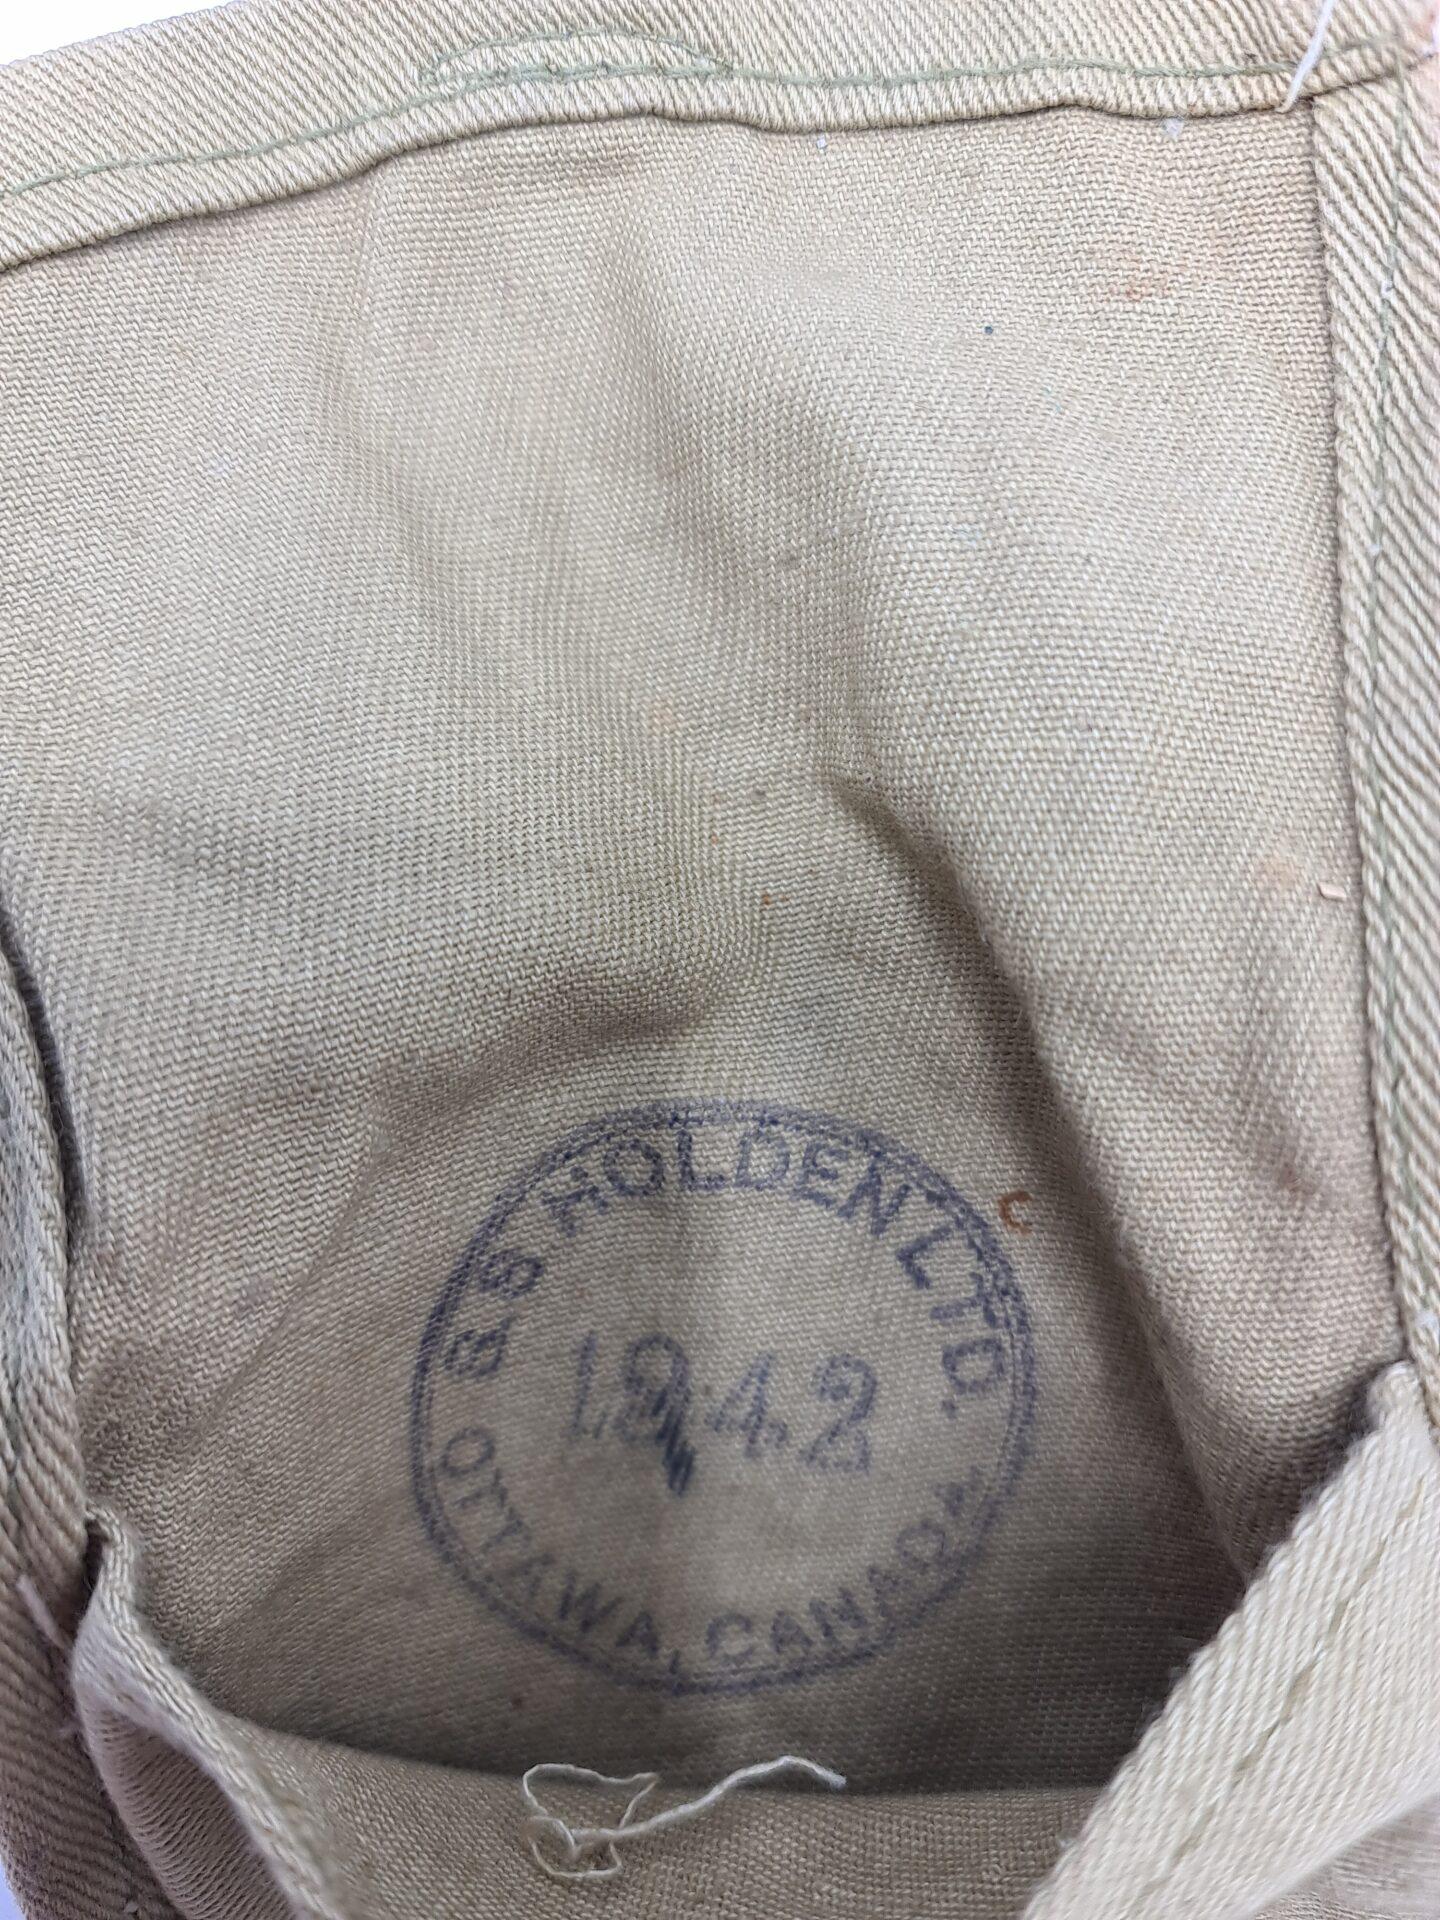 S.S HOLDEN LTD.
1942
OTTAWA, CANADA
C